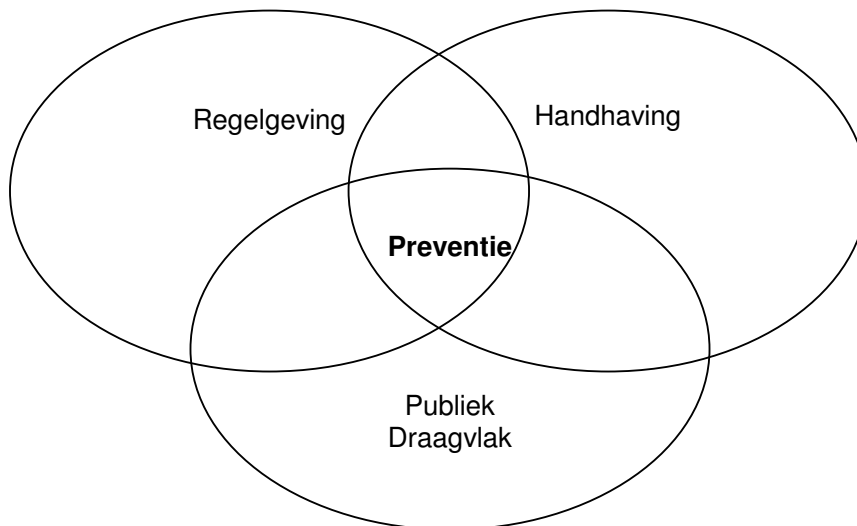 Regelgeving
Handhaving
Preventie
Publiek
Draagvlak